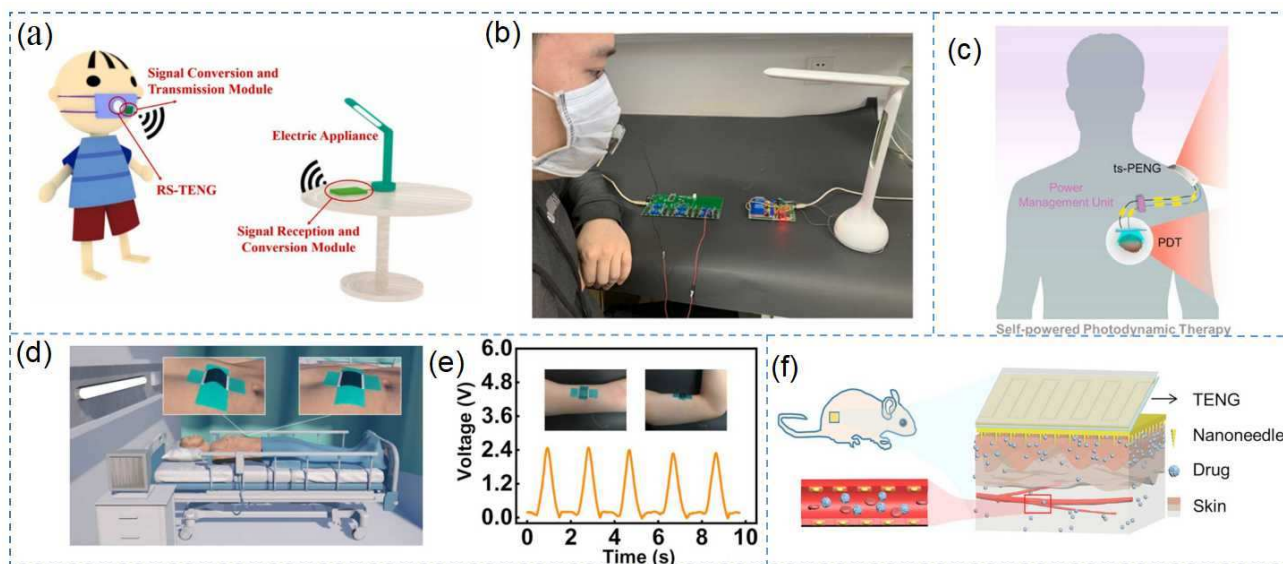 (a)
Signal Conversion and
Transmission Module
Electric Appliance
RS-TENG
Signal Reception and
Conversion Module
(b)
(c)
ts-PENG
Power
Management Unit
PDT
Self-powered Photodynamic Therapy
(d)
(e)
Voltage (V)
6.0
4.8
3.6
2.4
1.2
0.0
0 2 4 6 8 10
Time (s)
(f)
TENG
Nanoneedle
Drug
Skin